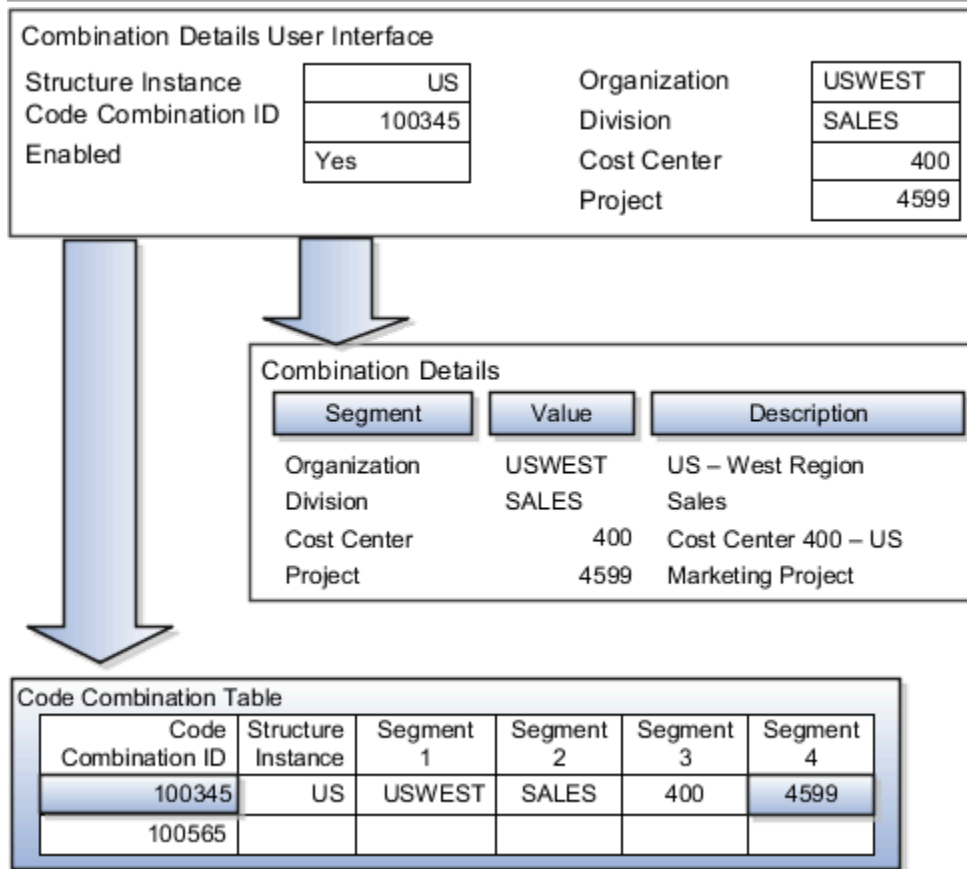 Combination Details User Interface
Structure Instance US Organization USWEST
Code Combination ID 100345 Division SALES
Enabled Yes Cost Center 400
Project 4599
Combination Details
Segment Value Description
Organization USWEST US – West Region
Division SALES Sales
Cost Center 400 Cost Center 400 – US
Project 4599 Marketing Project
Code Combination Table
Code Combination ID Structure Instance Segment 1 Segment 2 Segment 3 Segment 4
100345 US USWEST SALES 400 4599
100565